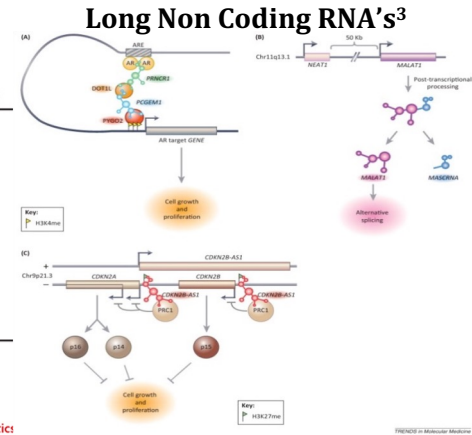 Long Non Coding RNA's³
(A)
ARE
AR AR
PRNCR1
DOT1L
PCGEM1
PYGO2
AR target GENE
Cell growth
and
proliferation
Key:
H3K4me
(B)
50 Kb
Chr11q13.1
NEAT1
MALAT1
Post-transcriptional
processing
MALAT1
MASCRNA
Alternative
splicing
(C)
+
CDKN2B-AS1
Chr9p21.3
CDKN2A
CDKN2B
–
CDKN2B-AS1
CDKN2B-AS1
PRC1
PRC1
p16
p14
p15
Cell growth
and
proliferation
Key:
H3K27me
TRENDS in Molecular Medicine
tics